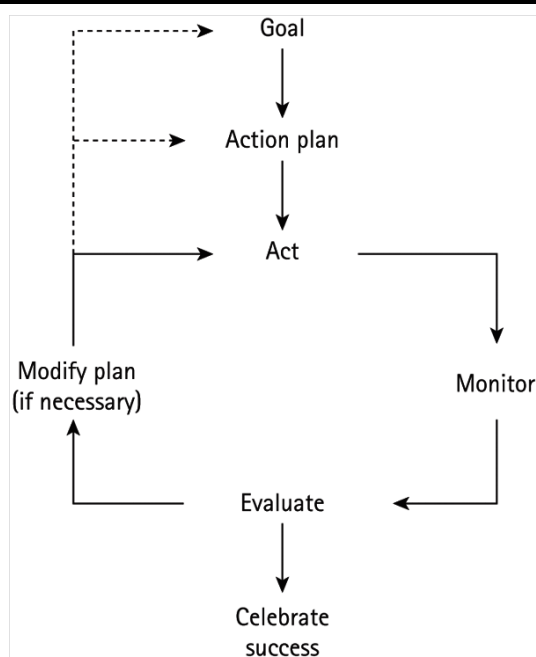 Goal
Action plan
Act
Modify plan
(if necessary)
Monitor
Evaluate
Celebrate
success